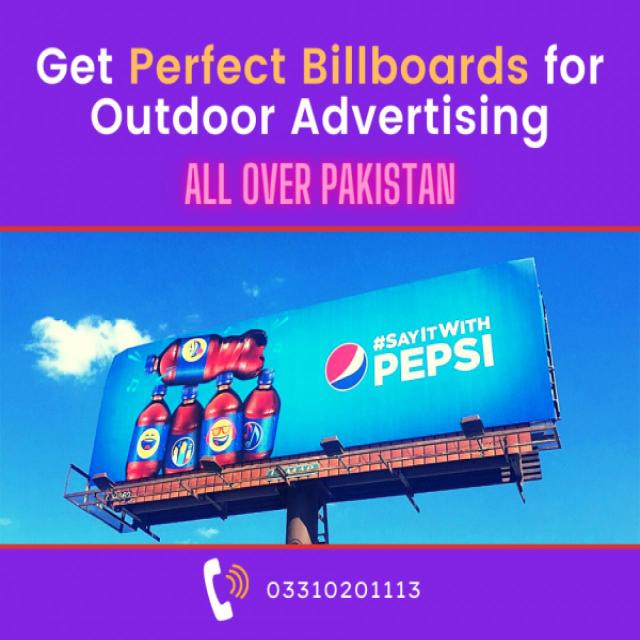 Get Perfect Billboards for
Outdoor Advertising
ALL OVER PAKISTAN
#SAYITWITH
PEPSI
03310201113